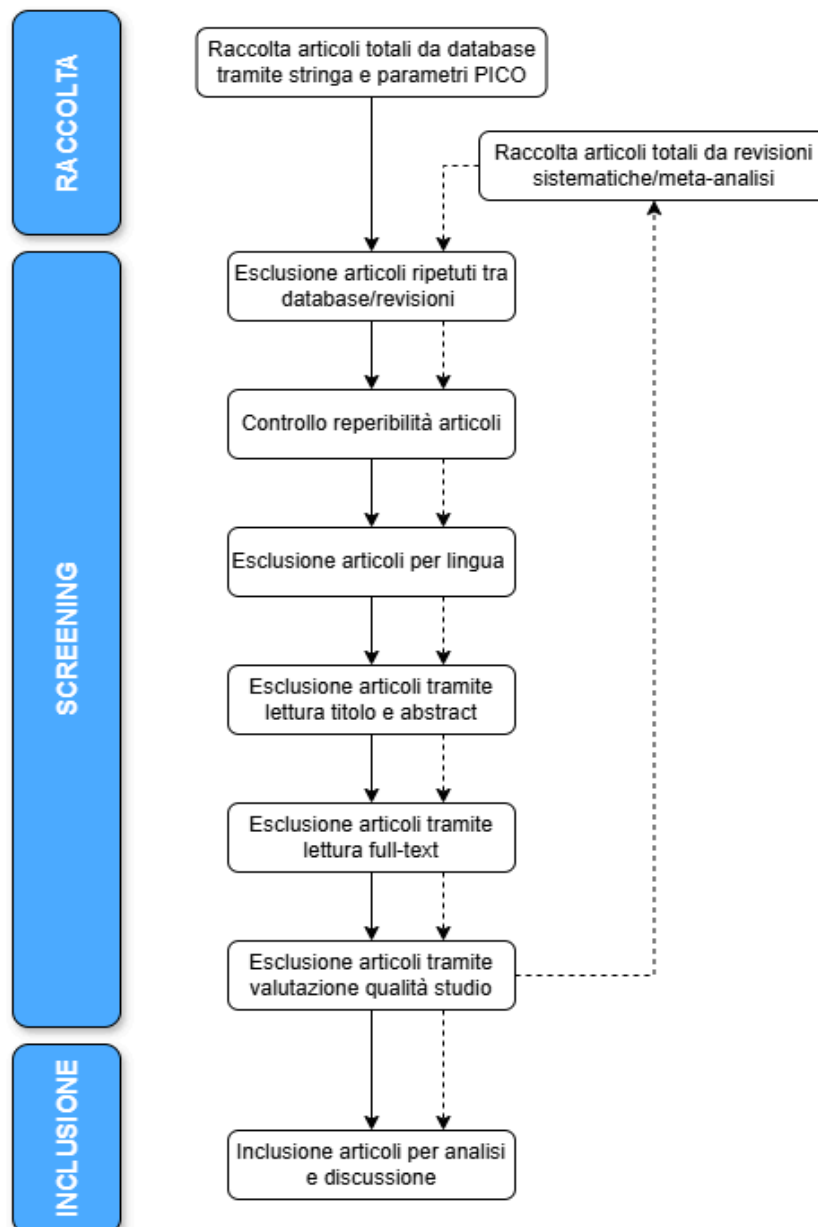 RACCOLTA
Raccolta articoli totali da database
tramite stringa e parametri PICO
Raccolta articoli totali da revisioni
sistematiche/meta-analisi
SCREENING
Esclusione articoli ripetuti tra
database/revisioni
Controllo reperibilità articoli
Esclusione articoli per lingua
Esclusione articoli tramite
lettura titolo e abstract
Esclusione articoli tramite
lettura full-text
Esclusione articoli tramite
valutazione qualità studio
INCLUSIONE
Inclusione articoli per analisi
e discussione